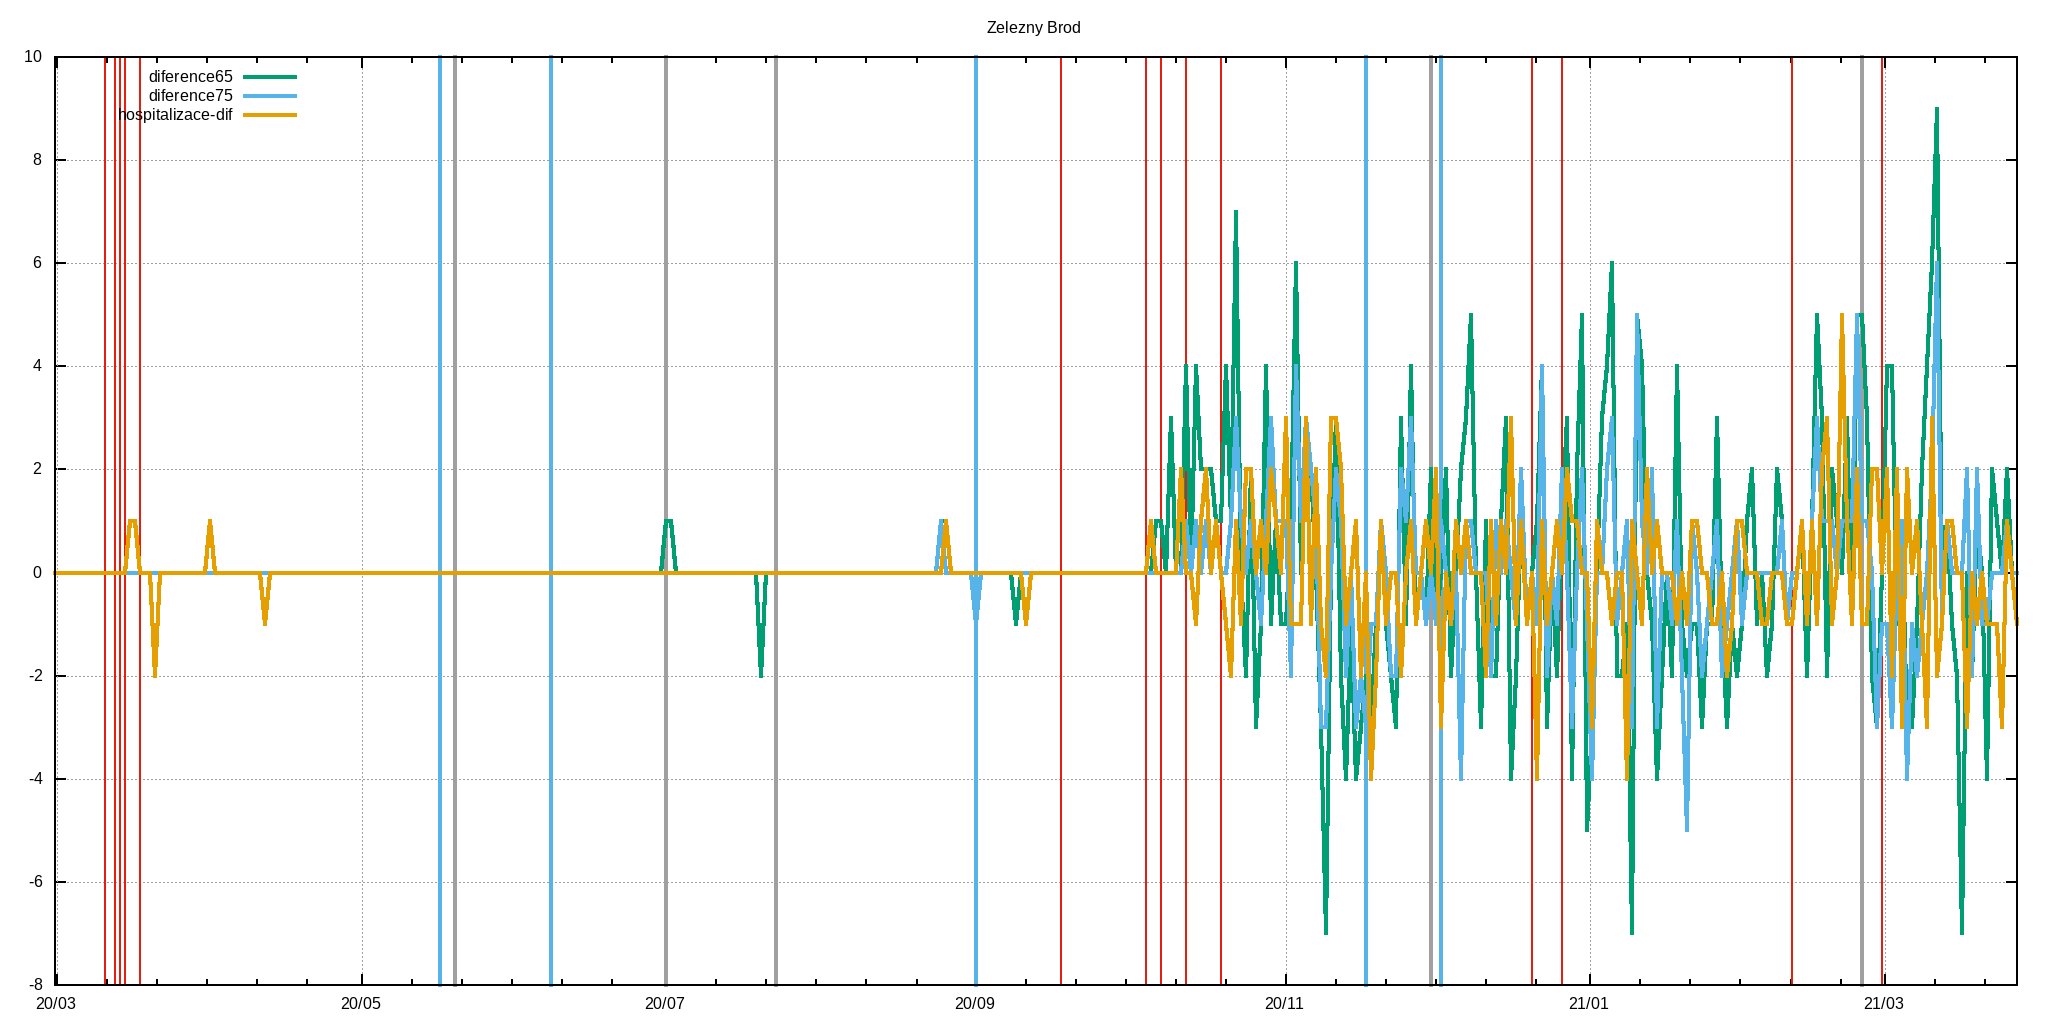 Zelezny Brod
10
diference65
diference75
hospitalizace-dif
8
6
4
2
0
-2
-4
-6
-8
20/03 20/05 20/07 20/09 20/11 21/01 21/03